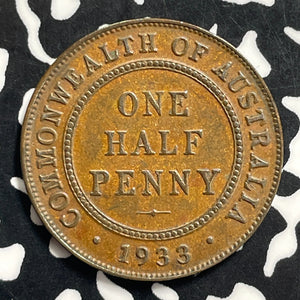 COMMONWEALTH OF AUSTRALIA
ONE
HALF
PENNY
· 1933 ·